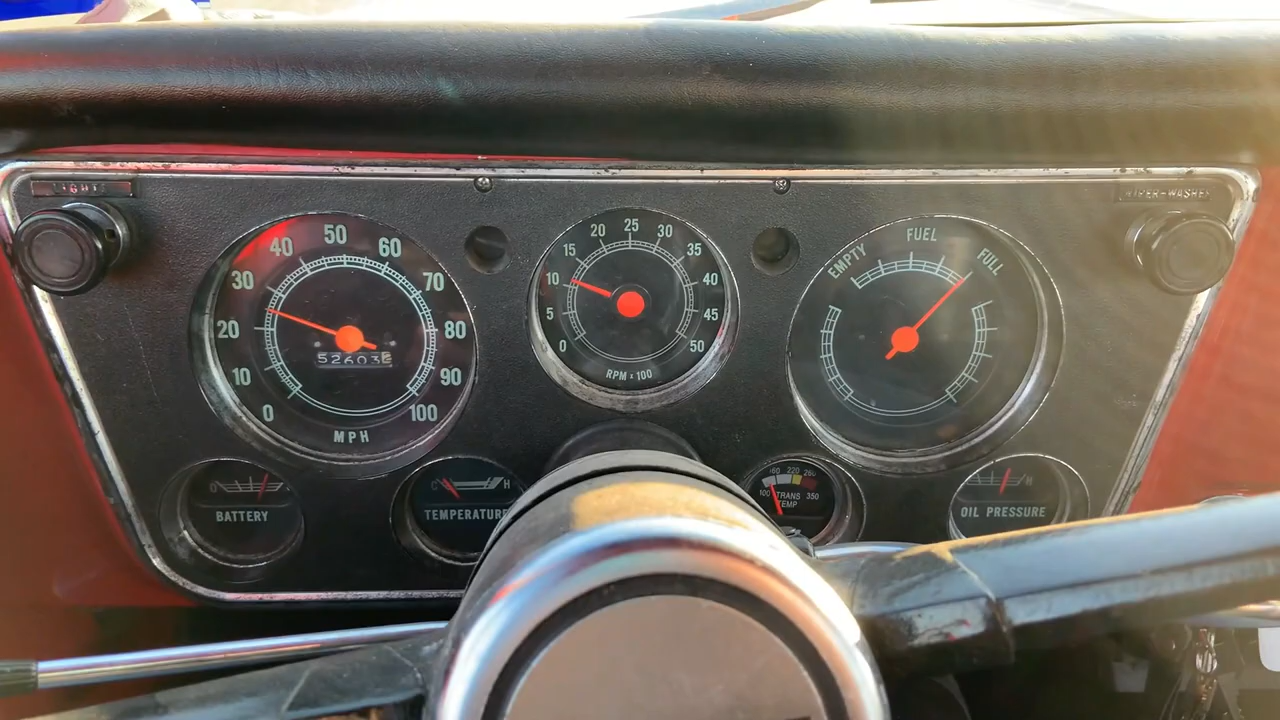 LIGHTS
WIPER-WASHER
0
10
20
30
40
50
60
70
80
90
100
52603
MPH
0
5
10
15
20
25
30
35
40
45
50
RPM x 100
EMPTY
FUEL
FULL
BATTERY
C H
TEMPERATURE
100 220 260 350
TRANS
TEMP
H
OIL PRESSURE